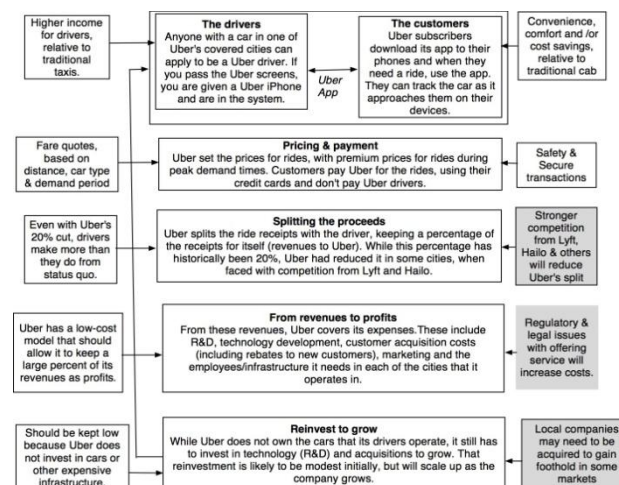 Higher income
for drivers,
relative to
traditional
taxis.
The drivers
Anyone with a car in one of
Uber's covered cities can
apply to be a Uber driver. If
you pass the Uber screens,
you are given a Uber iPhone
and are in the system.
Uber
App
The customers
Uber subscribers
download its app to their
phones and when they
need a ride, use the app.
They can track the car as it
approaches them on their
devices.
Convenience,
comfort and /or
cost savings,
relative to
traditional cab
Fare quotes,
based on
distance, car
type & demand
period
Pricing & payment
Uber set the prices for rides, with premium prices for rides during
peak demand times. Customers pay Uber for the rides, using their
credit cards and don't pay Uber drivers.
Safety &
Secure
transactions
Even with Uber's
20% cut, drivers
make more than
they do from
status quo.
Splitting the proceeds
Uber splits the ride receipts with the driver, keeping a percentage
of the receipts for itself (revenues to Uber). While this percentage has
historically been 20%, Uber had reduced it in some cities, when
faced with competition from Lyft and Hailo.
Stronger
competition
from Lyft,
Hailo & others
will reduce
Uber's split
Uber has a low-cost
model that should
allow it to keep a
large percent of its
revenues as profits.
From revenues to profits
From these revenues, Uber covers its expenses.These include
R&D, technology development, customer acquisition costs
(including rebates to new customers), marketing and the
employees/infrastructure it needs in each of the cities that it
operates in.
Regulatory &
legal issues
with offering
service will
increase costs.
Should be kept low
because Uber does
not invest in cars or
other expensive
infrastructure.
Reinvest to grow
While Uber does not own the cars that its drivers operate, it still has
to invest in technology (R&D) and acquisitions to grow. That
reinvestment is likely to be modest initially, but will scale up as the
company grows.
Local companies
may need to be
acquired to gain
foothold in some
markets